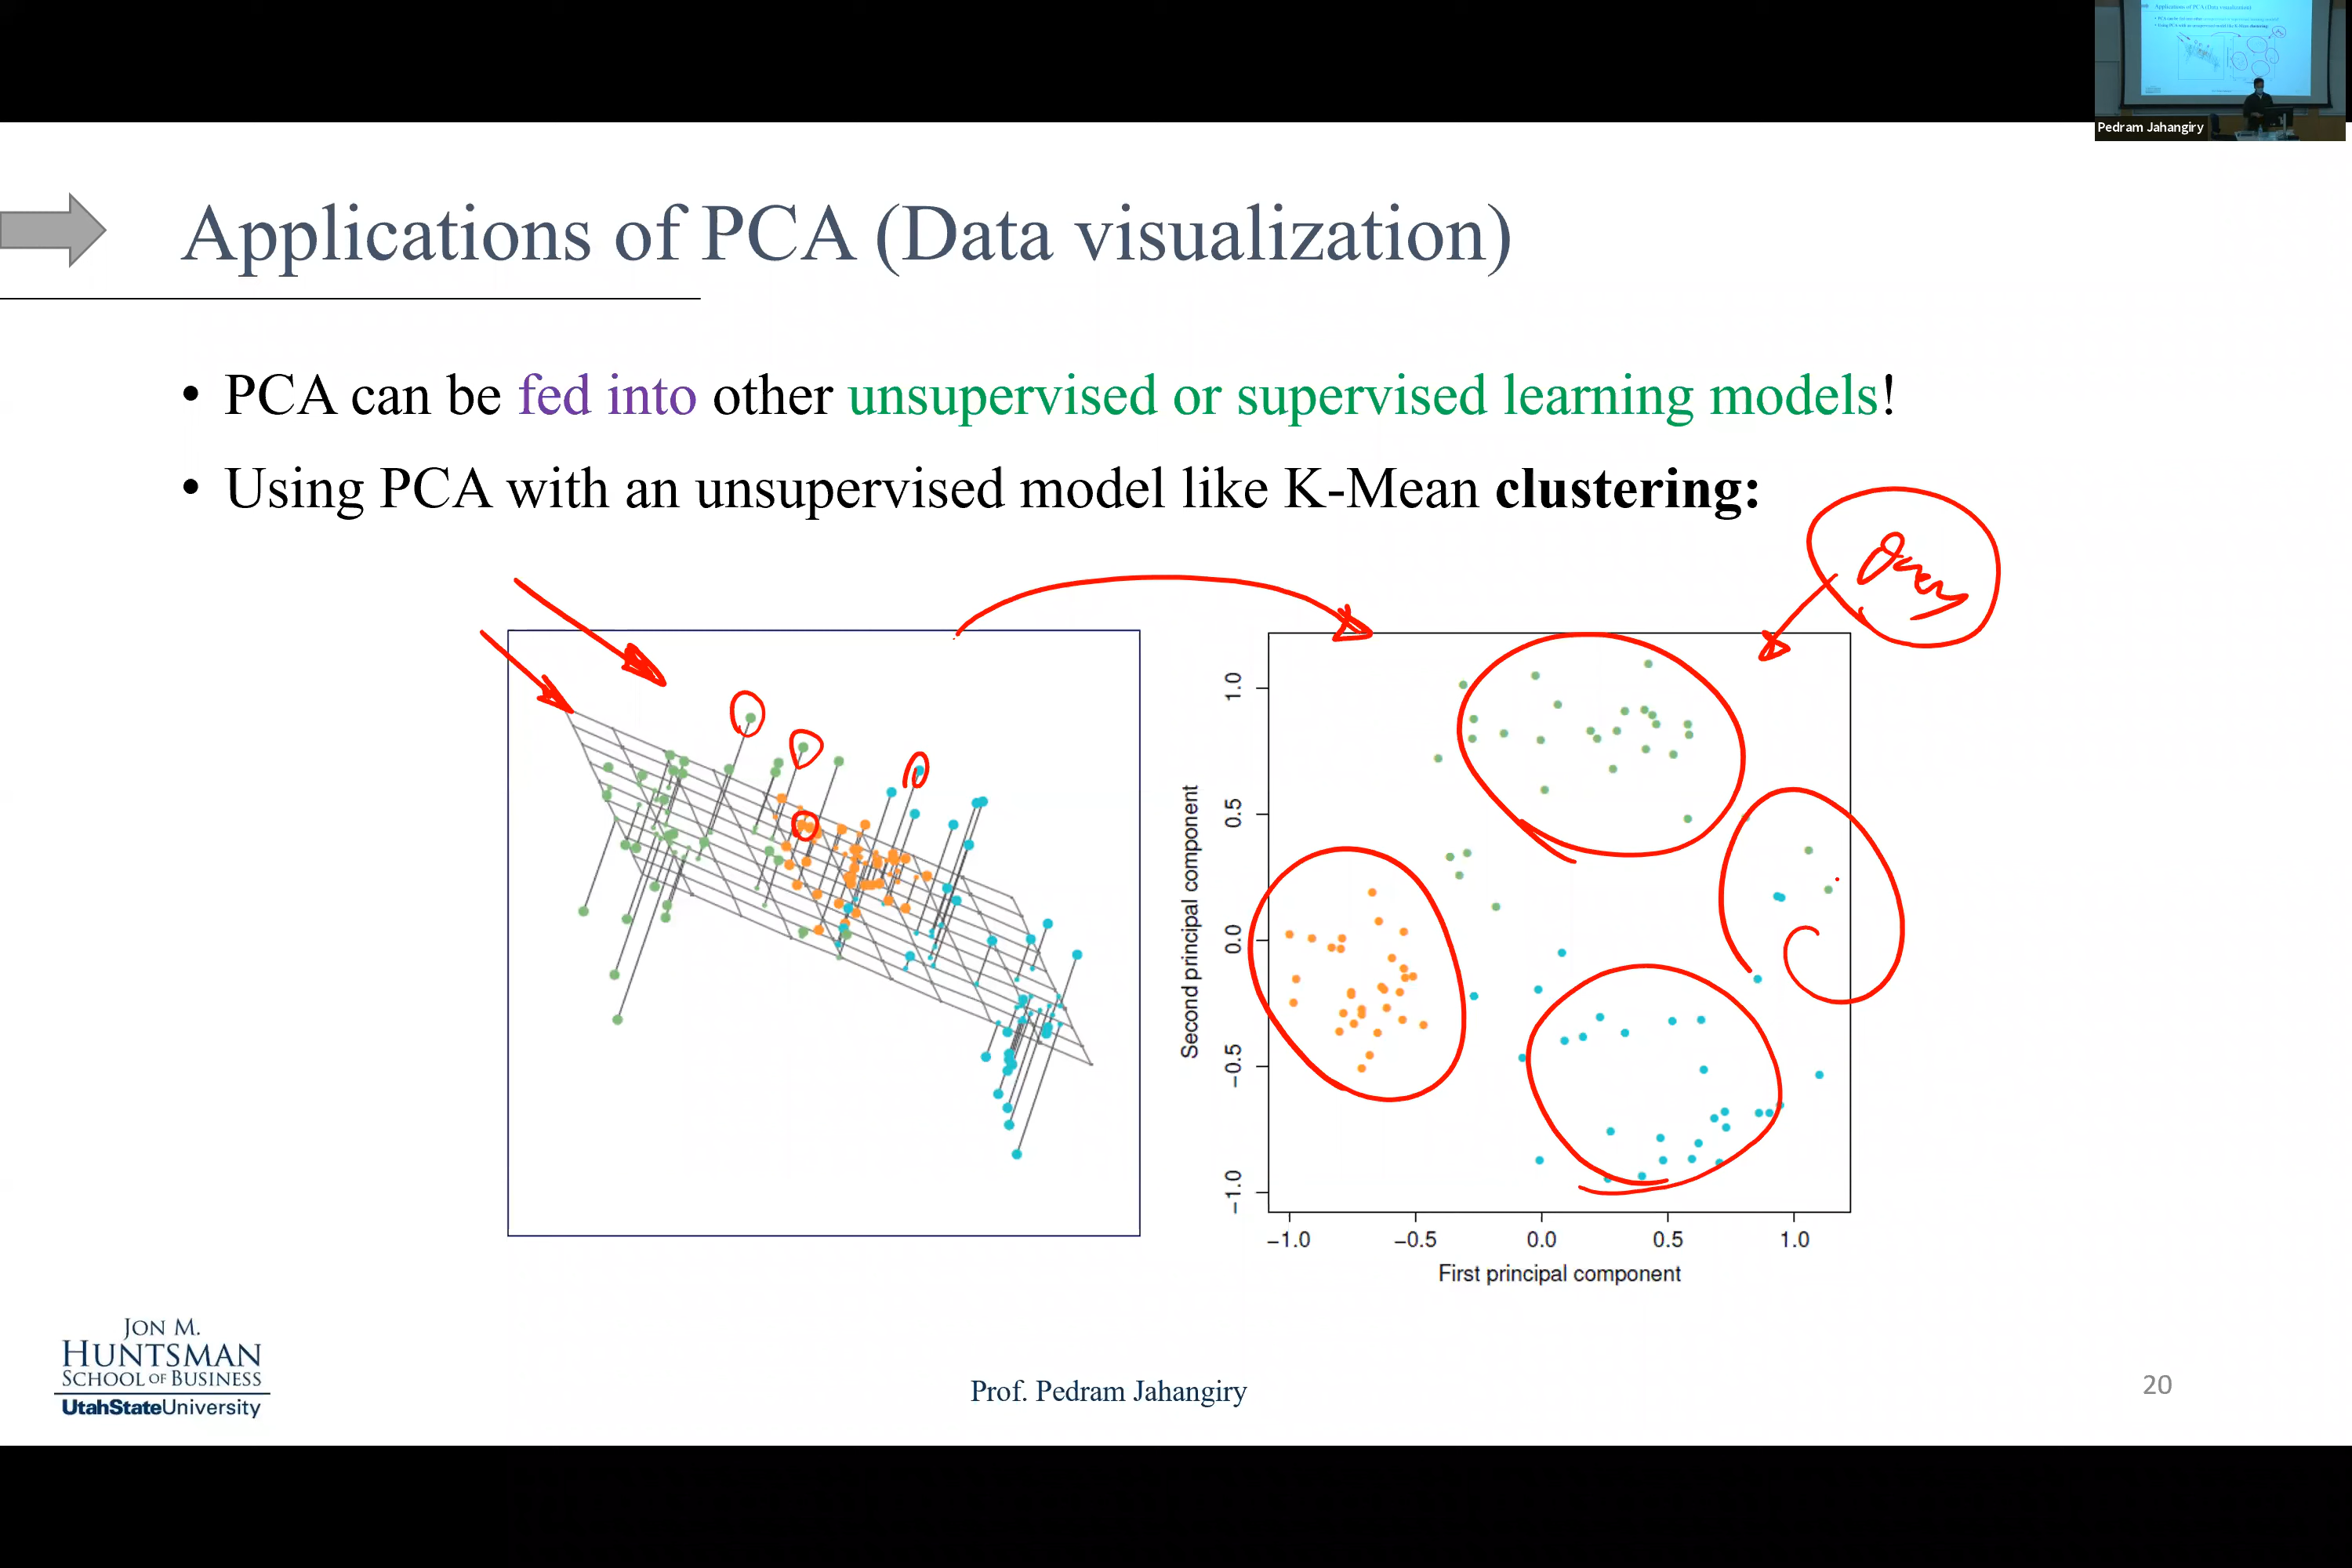 Pedram Jahangiry
Applications of PCA (Data visualization)
• PCA can be fed into other unsupervised or supervised learning models!
• Using PCA with an unsupervised model like K-Mean clustering:
Second principal component
1.0
0.5
0.0
−0.5
−1.0
−1.0 −0.5 0.0 0.5 1.0
First principal component
JON M.
HUNTSMAN
SCHOOL OF BUSINESS
UtahStateUniversity
Prof. Pedram Jahangiry
20